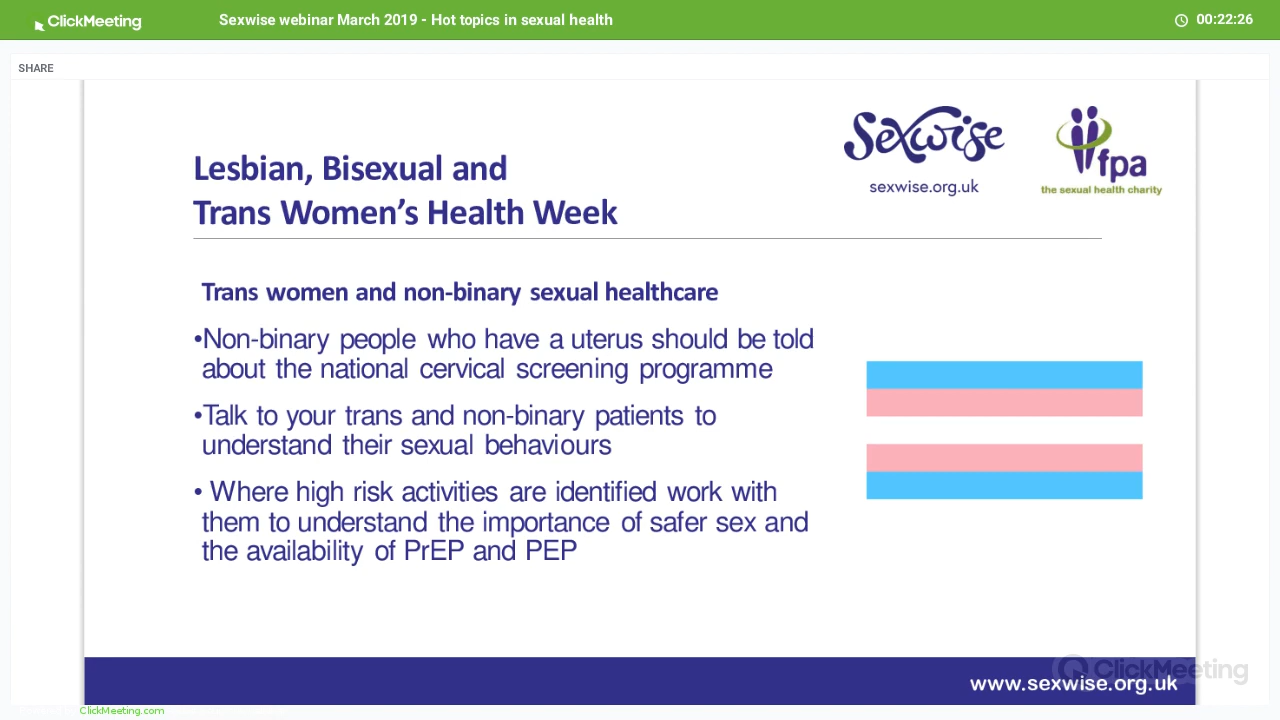 ClickMeeting
Sexwise webinar March 2019 - Hot topics in sexual health
00:22:26
SHARE
Sexwise
sexwise.org.uk
fpa
the sexual health charity
Lesbian, Bisexual and
Trans Women’s Health Week
Trans women and non-binary sexual healthcare
•Non-binary people who have a uterus should be told
about the national cervical screening programme
•Talk to your trans and non-binary patients to
understand their sexual behaviours
• Where high risk activities are identified work with
them to understand the importance of safer sex and
the availability of PrEP and PEP
ClickMeeting
www.sexwise.org.uk
ClickMeeting.com